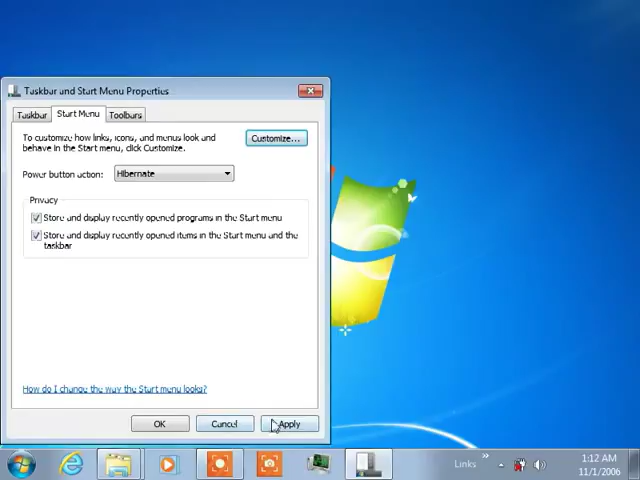 Taskbar and Start Menu Properties
Taskbar
Start Menu
Toolbars
To customize how links, icons, and menus look and
behave in the Start menu, click Customize.
Customize...
Power button action:
Hibernate
Privacy
Store and display recently opened programs in the Start menu
Store and display recently opened items in the Start menu and the
taskbar
How do I change the way the Start menu looks?
OK
Cancel
Apply
Links
»
1:12 AM
11/1/2006